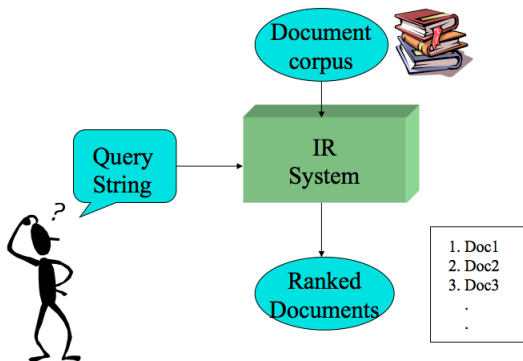 Document
corpus
IR
System
Query
String
?
Ranked
Documents
1. Doc1
2. Doc2
3. Doc3
.
.